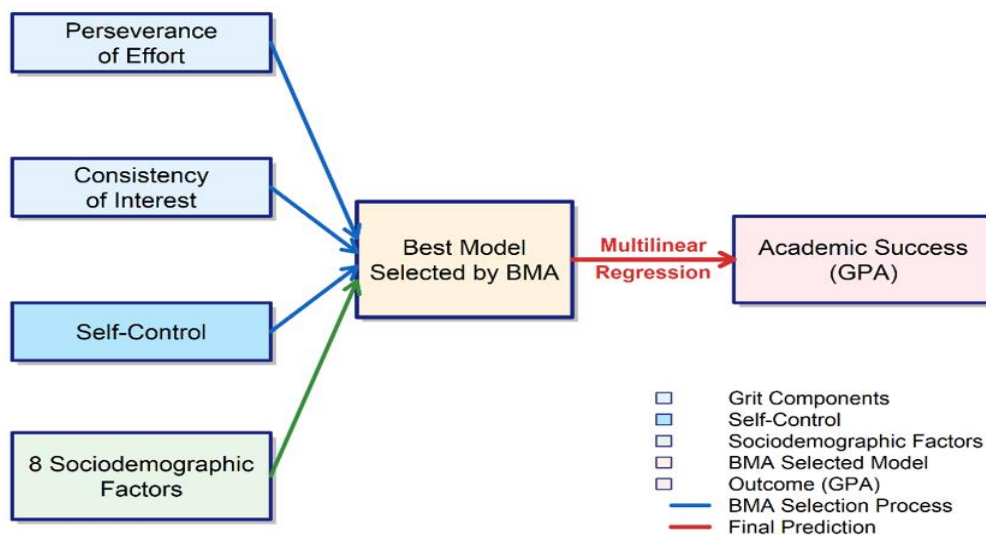 Perseverance
of Effort
Consistency
of Interest
Self-Control
8 Sociodemographic
Factors
Best Model
Selected by BMA
Multilinear
Regression
Academic Success
(GPA)
Grit Components
Self-Control
Sociodemographic Factors
BMA Selected Model
Outcome (GPA)
BMA Selection Process
Final Prediction